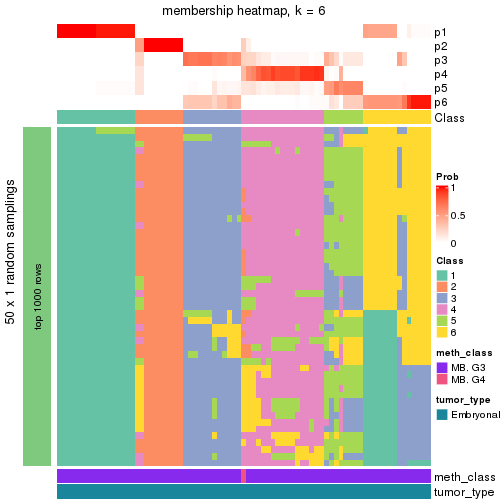 membership heatmap, k = 6
p1
p2
p3
p4
p5
p6
Class
50 x 1 random samplings
top 1000 rows
Prob
1
0.5
0
Class
1
2
3
4
5
6
meth_class
MB. G3
MB. G4
tumor_type
Embryonal
meth_class
tumor_type